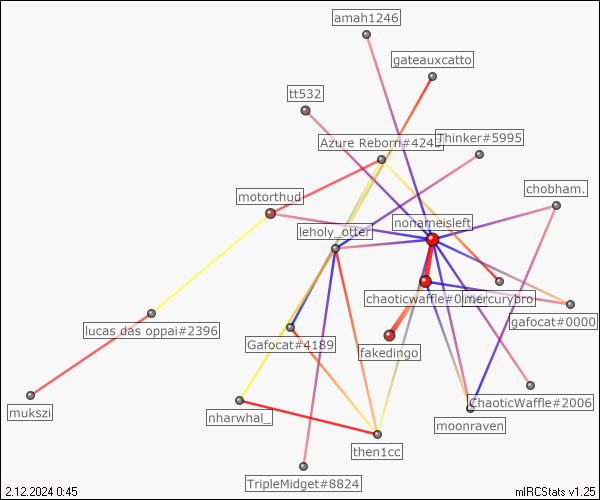 amah1246
gateauxcatto
tt532
Azure Reborn#4243
Thinker#5995
motorthud
chobham.
leholy_otter
nonameisleft
chaoticwaffle#0
mercurybro
gafocat#0000
lucas das oppai#2396
Gafocat#4189
fakedingo
mukszi
nharwhal_
ChaoticWaffle#2006
moonraven
then1cc
TripleMidget#8824
2.12.2024 0:45
mIRCStats v1.25